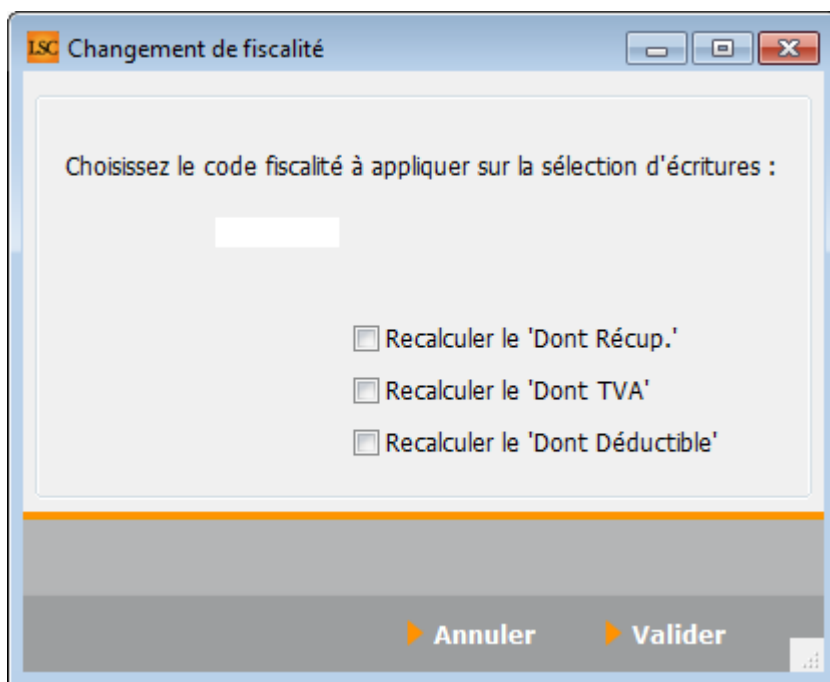 LSC Changement de fiscalité
Choisissez le code fiscalité à appliquer sur la sélection d'écritures :
Recalculer le 'Dont Récup.'
Recalculer le 'Dont TVA'
Recalculer le 'Dont Déductible'
Annuler Valider